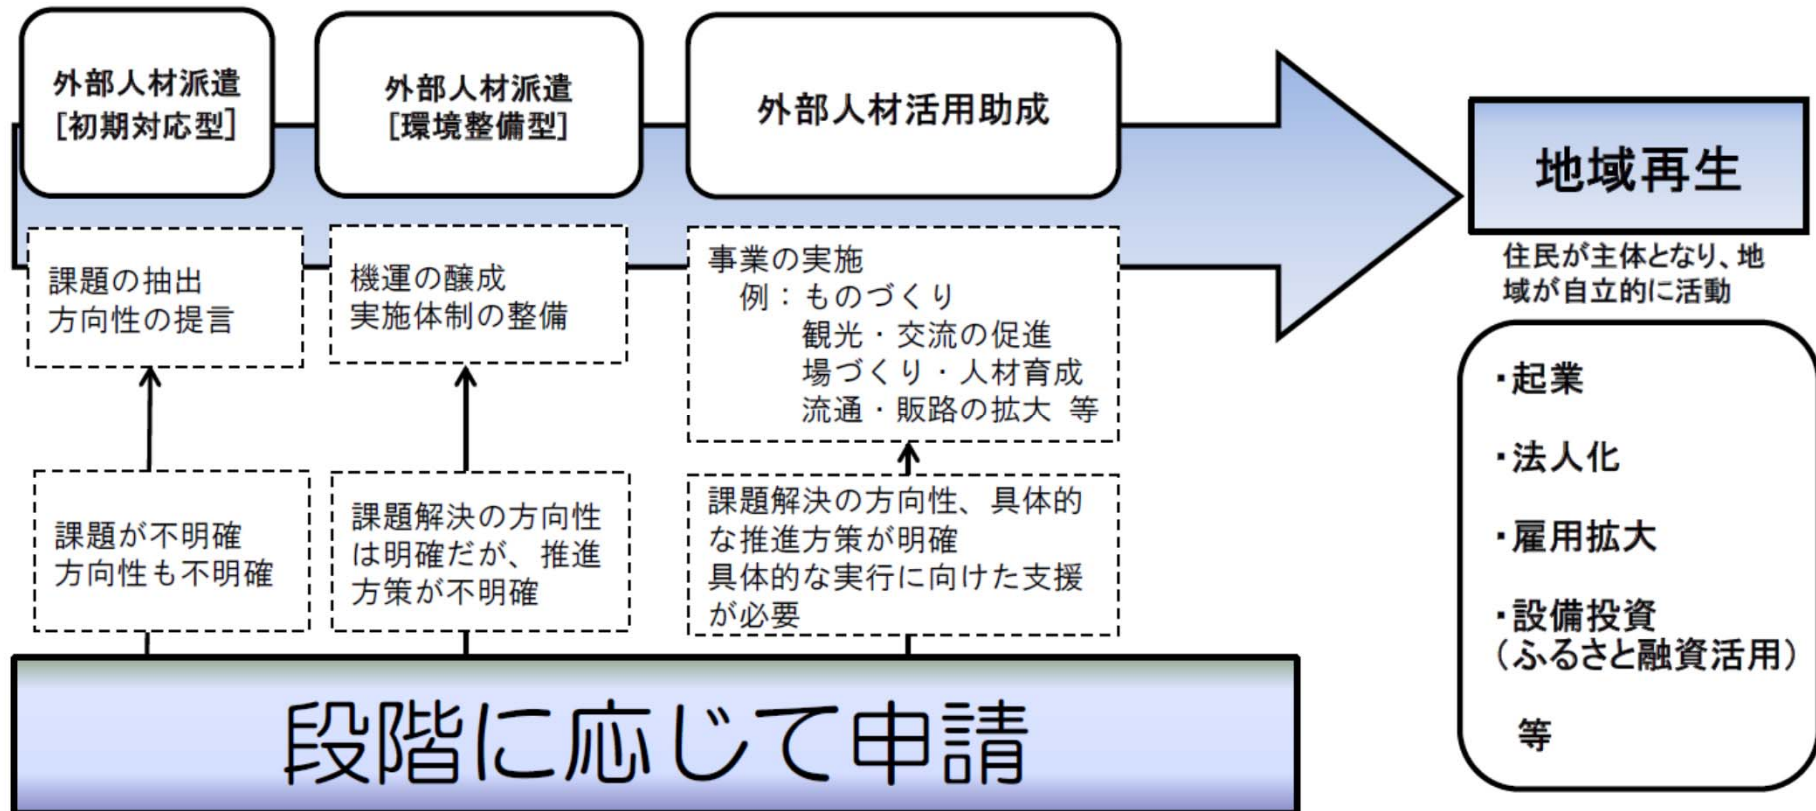 外部人材派遣
[初期対応型]
外部人材派遣
[環境整備型]
外部人材活用助成
地域再生
住民が主体となり、地
域が自立的に活動
課題の抽出
方向性の提言
機運の醸成
実施体制の整備
事業の実施
例：ものづくり
観光・交流の促進
場づくり・人材育成
流通・販路の拡大 等
課題が不明確
方向性も不明確
課題解決の方向性
は明確だが、推進
方策が不明確
課題解決の方向性、具体的
な推進方策が明確
具体的な実行に向けた支援
が必要
・起業
・法人化
・雇用拡大
・設備投資
（ふるさと融資活用）
等
段階に応じて申請